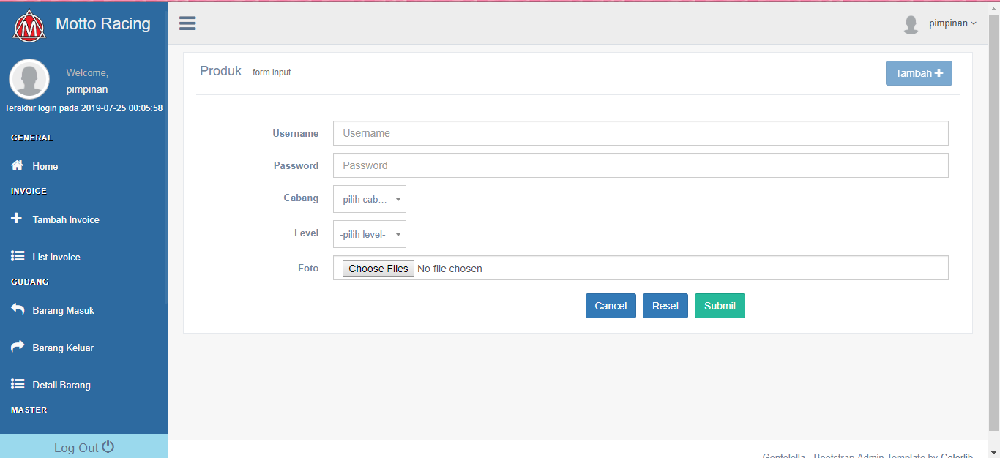 Motto Racing
pimpinan
Welcome,
pimpinan
Terakhir login pada 2019-07-25 00:05:58
GENERAL
Home
INVOICE
Tambah Invoice
List Invoice
GUDANG
Barang Masuk
Barang Keluar
Detail Barang
MASTER
Log Out
Produk form input
Tambah
Username Username
Password Password
Cabang -pilih cab...
Level -pilih level-
Foto Choose Files No file chosen
Cancel Reset Submit
Gentelella - Bootstrap Admin Template by Colorlib